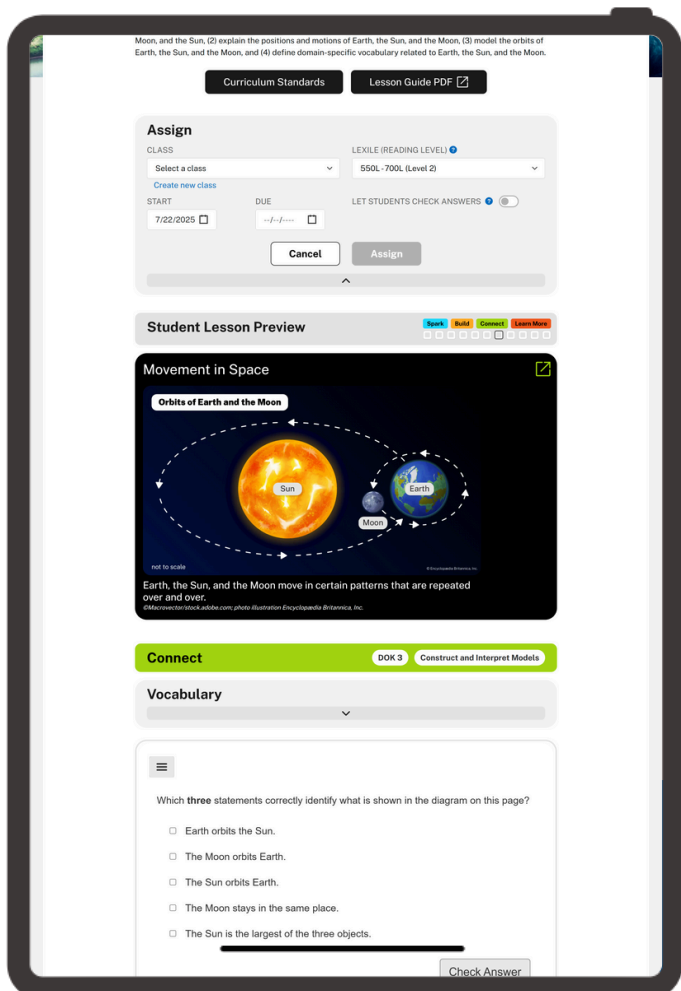 Moon, and the Sun, (2) explain the positions and motions of Earth, the Sun, and the Moon, (3) model the orbits of
Earth, the Sun, and the Moon, and (4) define domain-specific vocabulary related to Earth, the Sun, and the Moon.
Curriculum Standards
Lesson Guide PDF
Assign
CLASS
LEXILE (READING LEVEL) ?
Select a class
550L - 700L (Level 2)
Create new class
START
DUE
LET STUDENTS CHECK ANSWERS ?
7/22/2025
--/--/----
Cancel
Assign
Student Lesson Preview
Spark
Build
Connect
Learn More
Movement in Space
Orbits of Earth and the Moon
Sun
Earth
Moon
not to scale
© Encyclopædia Britannica, Inc.
Earth, the Sun, and the Moon move in certain patterns that are repeated
over and over.
©Macrovector/stock.adobe.com; photo illustration Encyclopædia Britannica, Inc.
Connect
DOK 3
Construct and Interpret Models
Vocabulary
Which three statements correctly identify what is shown in the diagram on this page?
Earth orbits the Sun.
The Moon orbits Earth.
The Sun orbits Earth.
The Moon stays in the same place.
The Sun is the largest of the three objects.
Check Answer